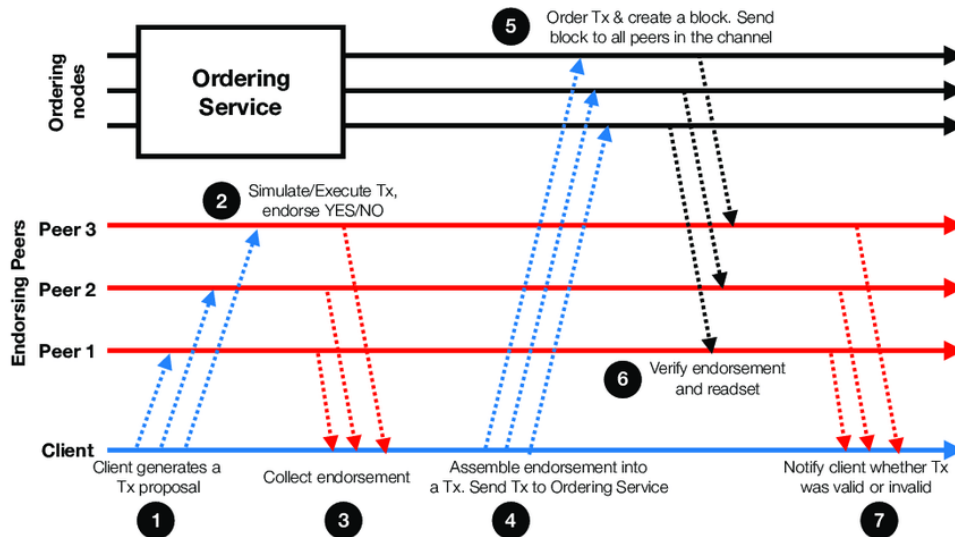 5
Order Tx & create a block. Send
block to all peers in the channel
Ordering
nodes
Ordering
Service
2
Simulate/Execute Tx,
endorse YES/NO
Endorsing Peers
Peer 3
Peer 2
Peer 1
6
Verify endorsement
and readset
Client
Client generates a
Tx proposal
1
Collect endorsement
3
Assemble endorsement into
a Tx. Send Tx to Ordering Service
4
Notify client whether Tx
was valid or invalid
7